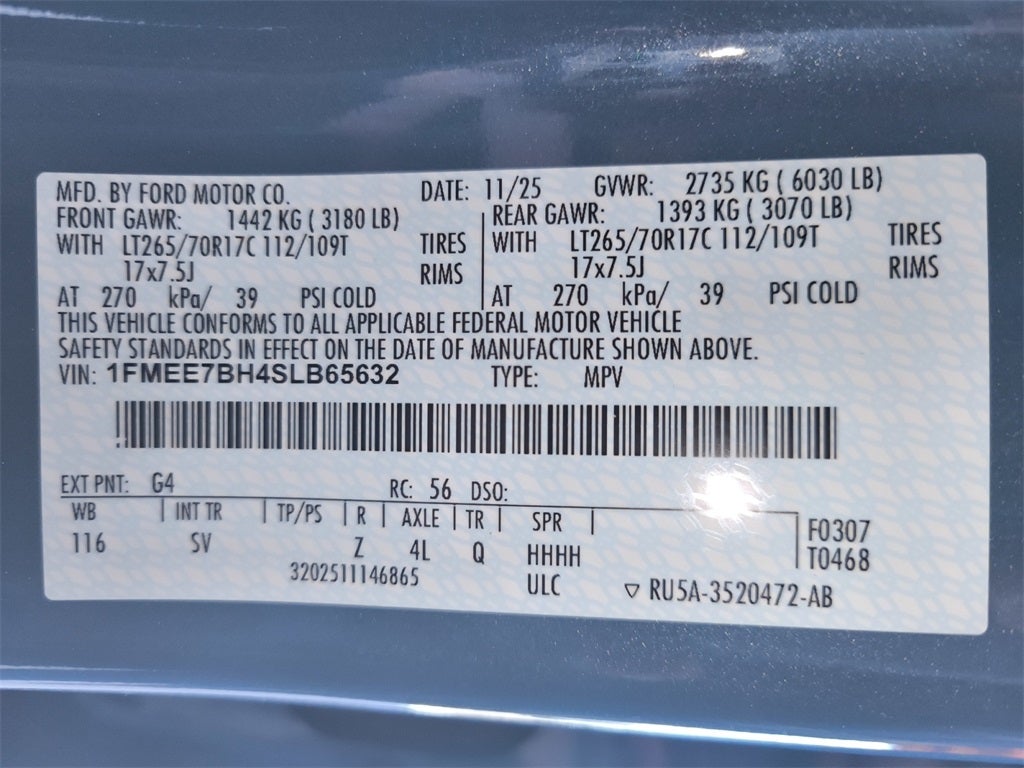 MFD. BY FORD MOTOR CO. DATE: 11/25 GVWR: 2735 KG ( 6030 LB)
FRONT GAWR: 1442 KG ( 3180 LB) REAR GAWR: 1393 KG ( 3070 LB)
WITH LT265/70R17C 112/109T TIRES WITH LT265/70R17C 112/109T TIRES
17x7.5J RIMS 17x7.5J RIMS
AT 270 kPa/ 39 PSI COLD AT 270 kPa/ 39 PSI COLD
THIS VEHICLE CONFORMS TO ALL APPLICABLE FEDERAL MOTOR VEHICLE
SAFETY STANDARDS IN EFFECT ON THE DATE OF MANUFACTURE SHOWN ABOVE.
VIN: 1FMEE7BH4SLB65632 TYPE: MPV
EXT PNT: G4 RC: 56 DSO:
WB INT TR TP/PS R AXLE TR SPR F0307
116 SV Z 4L Q HHHH T0468
3202511146865 ULC ▽ RU5A-3520472-AB